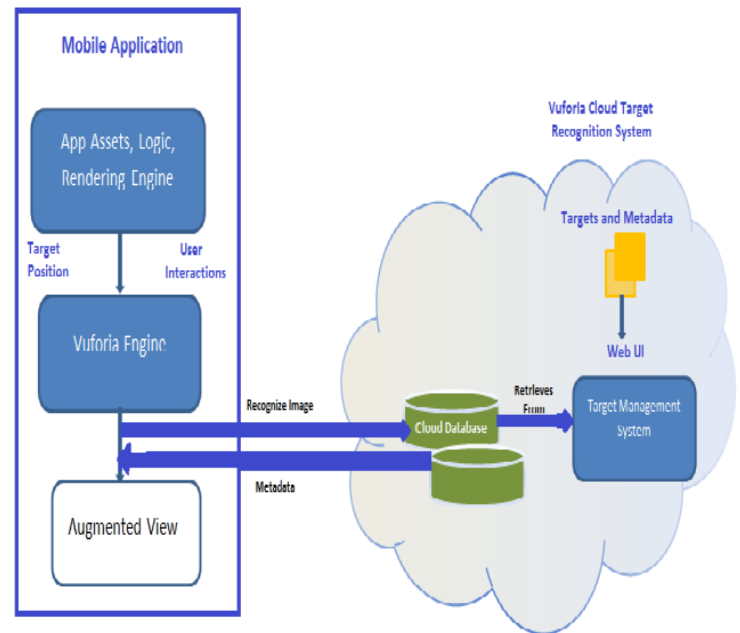 Mobile Application
App Assets, Logic,
Rendering Engine
Target
Position
User
Interactions
Vuforia Engine
Augmented View
Recognize Image
Metadata
Vuforia Cloud Target
Recognition System
Targets and Metadata
Web UI
Cloud Database
Retrieves
From
Target Management
System